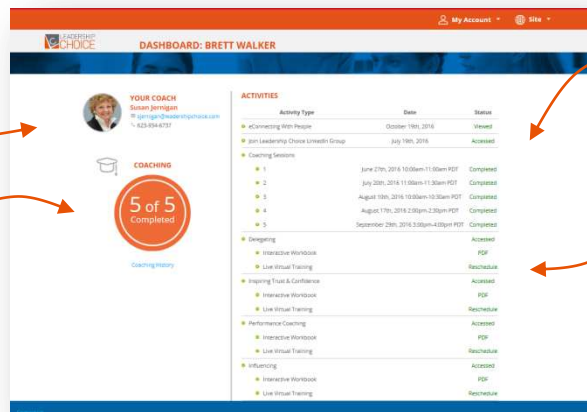 My Account Site
LEADERSHIP
CHOICE
DASHBOARD: BRETT WALKER
YOUR COACH
Susan Jernigan
sjernigan@leadershipchoice.com
623-494-6737
COACHING
5 of 5
Completed
Coaching History
ACTIVITIES
Activity Type Date Status
eConnecting With People October 19th, 2016 Viewed
Join Leadership Choice LinkedIn Group July 19th, 2016 Accessed
Coaching Sessions
1 June 27th, 2016 10:00am-11:00am PDT Completed
2 July 20th, 2016 11:00am-11:30am PDT Completed
3 August 10th, 2016 10:00am-10:30am PDT Completed
4 August 17th, 2016 2:00pm-2:30pm PDT Completed
5 September 29th, 2016 3:00pm-4:00pm PDT Completed
Delegating Accessed
Interactive Workbook PDF
Live Virtual Training Reschedule
Inspiring Trust & Confidence Accessed
Interactive Workbook PDF
Live Virtual Training Reschedule
Performance Coaching Accessed
Interactive Workbook PDF
Live Virtual Training Reschedule
Influencing Accessed
Interactive Workbook PDF
Live Virtual Training Reschedule